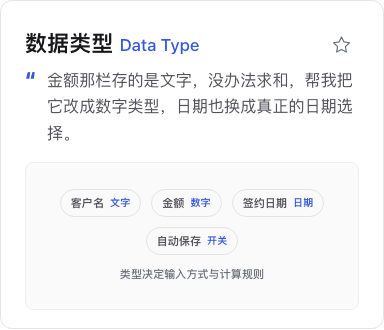 数据类型 Data Type
“ 金额那栏存的是文字，没办法求和，帮我把
它改成数字类型，日期也换成真正的日期选
择。
客户名 文字 金额 数字 签约日期 日期
自动保存 开关
类型决定输入方式与计算规则